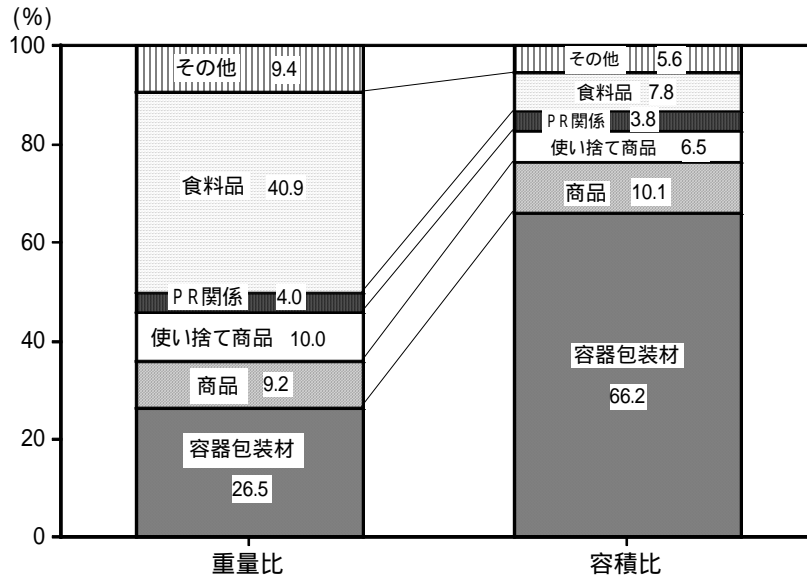 (%)
100
80
60
40
20
0
その他 9.4
食料品 40.9
PR関係 4.0
使い捨て商品 10.0
商品 9.2
容器包装材
26.5
その他 5.6
食料品 7.8
PR関係 3.8
使い捨て商品 6.5
商品 10.1
容器包装材
66.2
重量比
容積比